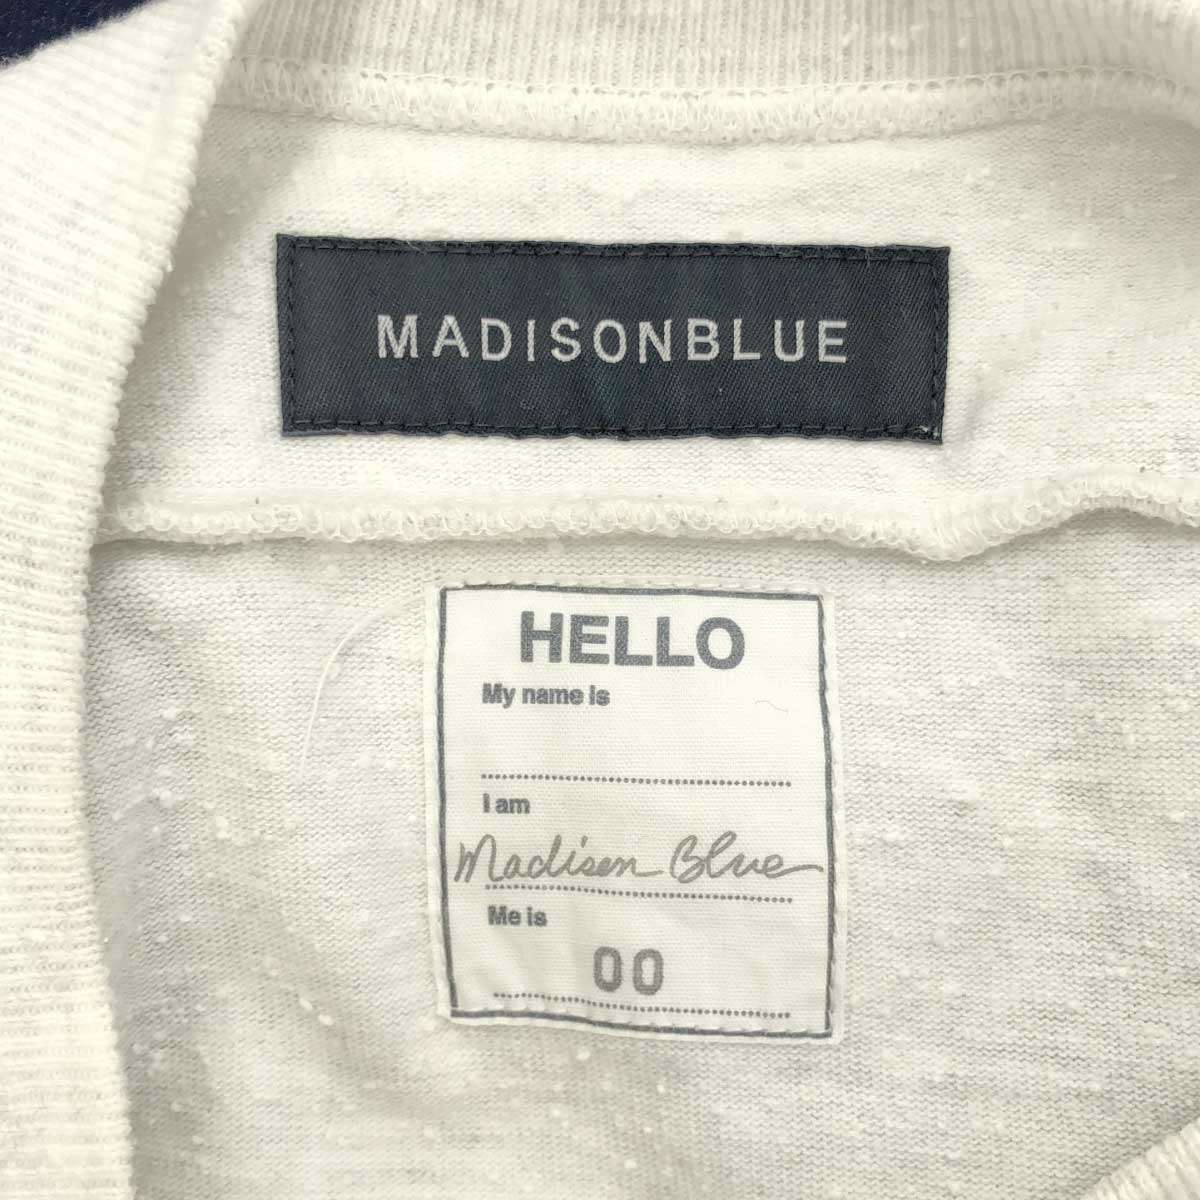 MADISONBLUE
HELLO
My name is
I am
Madison Blue
Me is
00